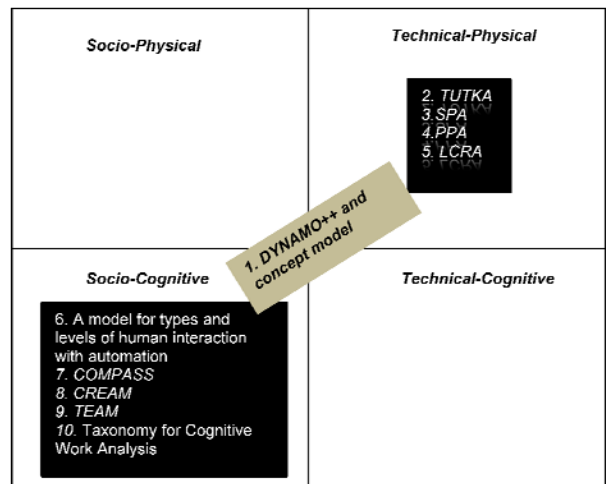 Socio-Physical
Technical-Physical
2. TUTKA
3.SPA
4.PPA
5. LCRA
1. DYNAMO++ and
concept model
Socio-Cognitive
Technical-Cognitive
6. A model for types and
levels of human interaction
with automation
7. COMPASS
8. CREAM
9. TEAM
10. Taxonomy for Cognitive
Work Analysis